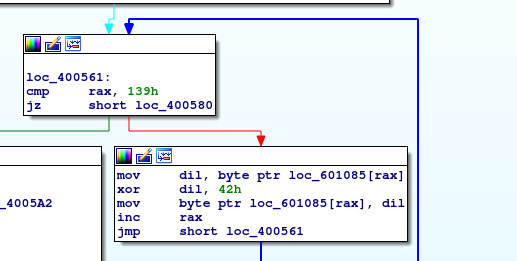 loc_400561:
cmp rax, 139h
jz short loc_400580
_4005A2
mov dil, byte ptr loc_601085[rax]
xor dil, 42h
mov byte ptr loc_601085[rax], dil
inc rax
jmp short loc_400561